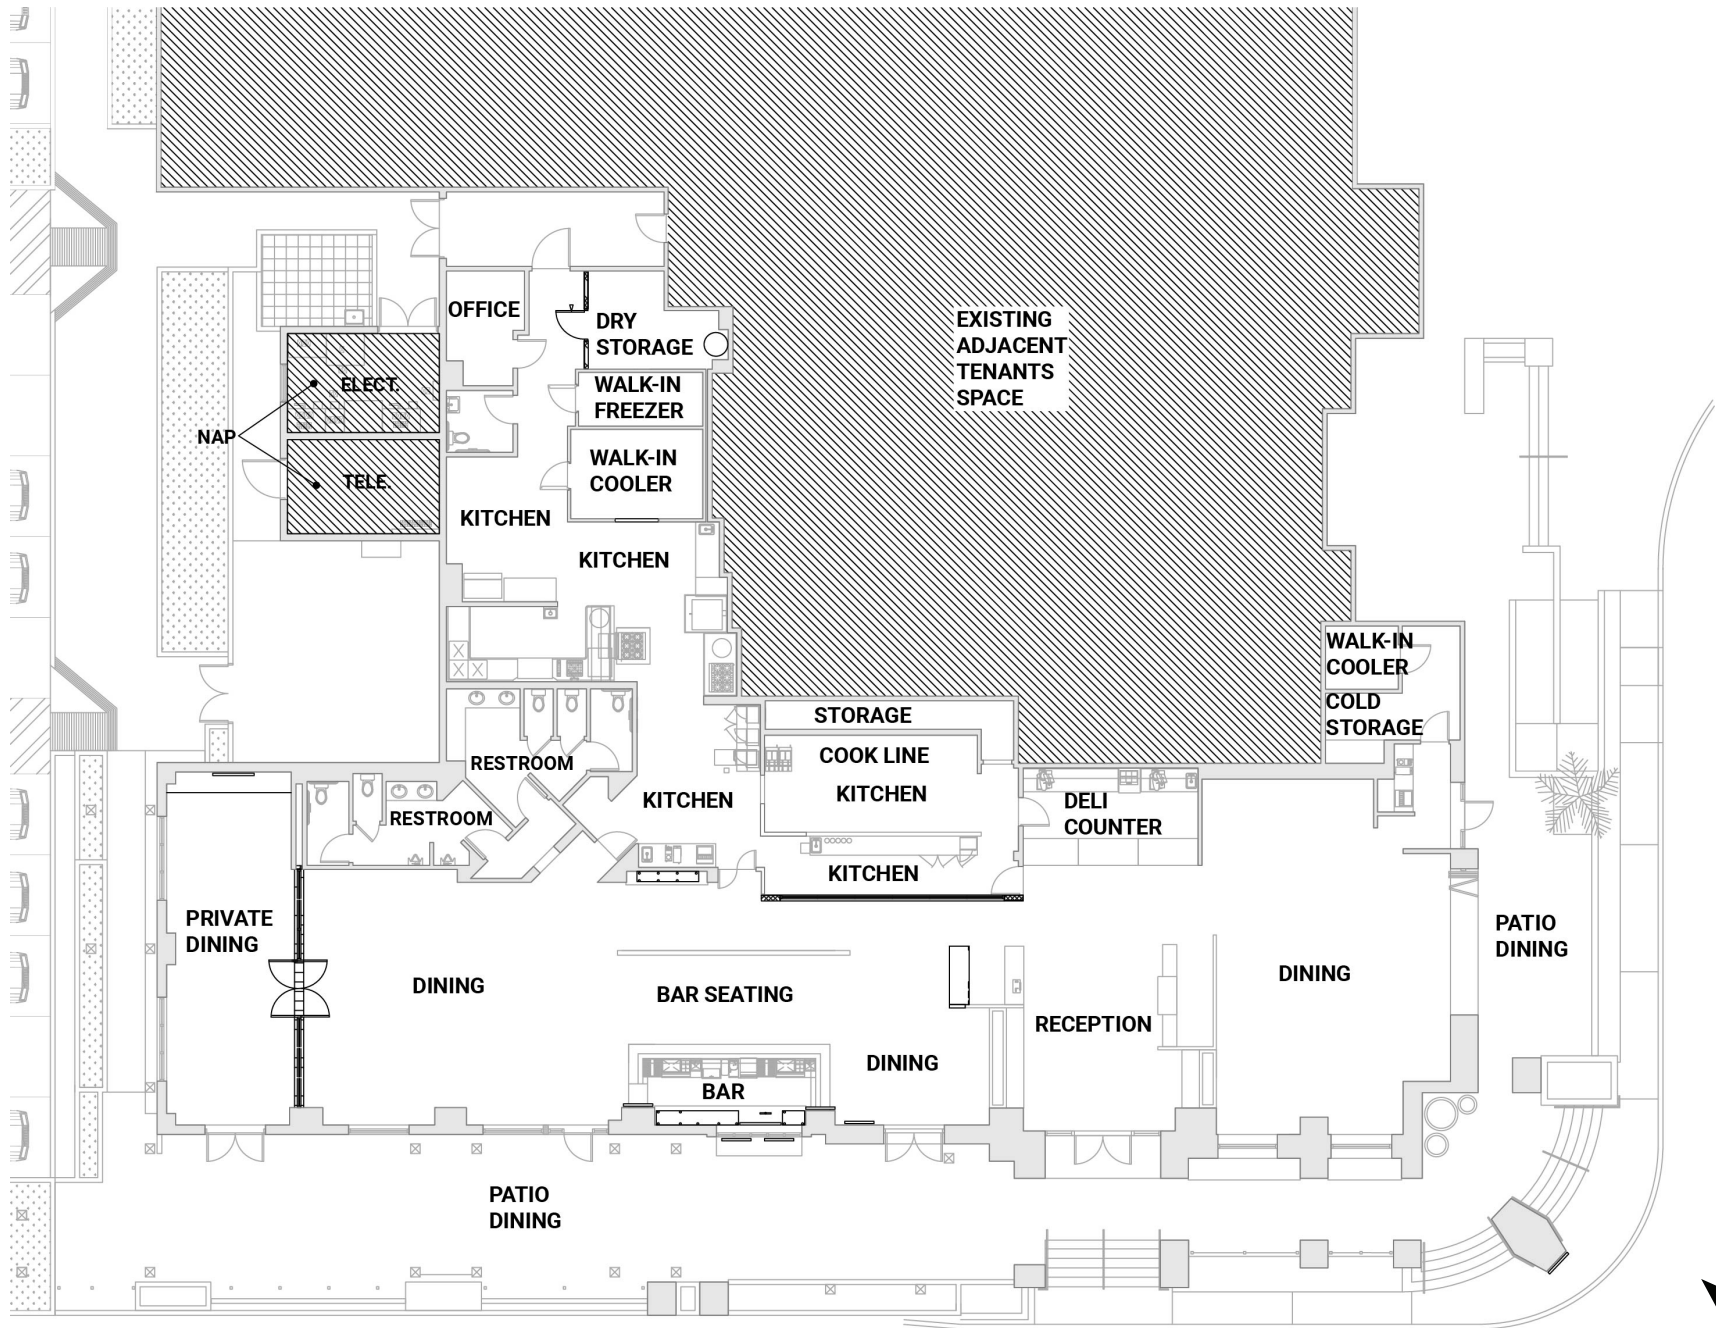 OFFICE
DRY
STORAGE
EXISTING
ADJACENT
TENANTS
SPACE
ELECT.
WALK-IN
FREEZER
NAP
WALK-IN
COOLER
TELE.
KITCHEN
KITCHEN
WALK-IN
COOLER
COLD
STORAGE
STORAGE
RESTROOM
COOK LINE
KITCHEN
KITCHEN
DELI
COUNTER
RESTROOM
KITCHEN
PRIVATE
DINING
PATIO
DINING
DINING
BAR SEATING
DINING
RECEPTION
DINING
BAR
PATIO
DINING